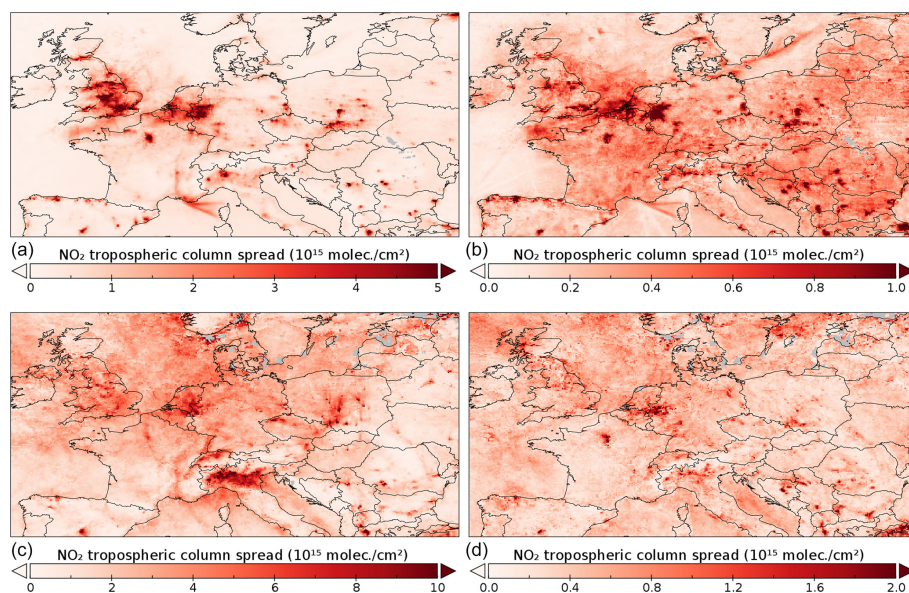 (a)
NO₂ tropospheric column spread (10¹⁵ molec./cm²)
0 1 2 3 4 5
(b)
NO₂ tropospheric column spread (10¹⁵ molec./cm²)
0.0 0.2 0.4 0.6 0.8 1.0
(c)
NO₂ tropospheric column spread (10¹⁵ molec./cm²)
0 2 4 6 8 10
(d)
NO₂ tropospheric column spread (10¹⁵ molec./cm²)
0.0 0.4 0.8 1.2 1.6 2.0